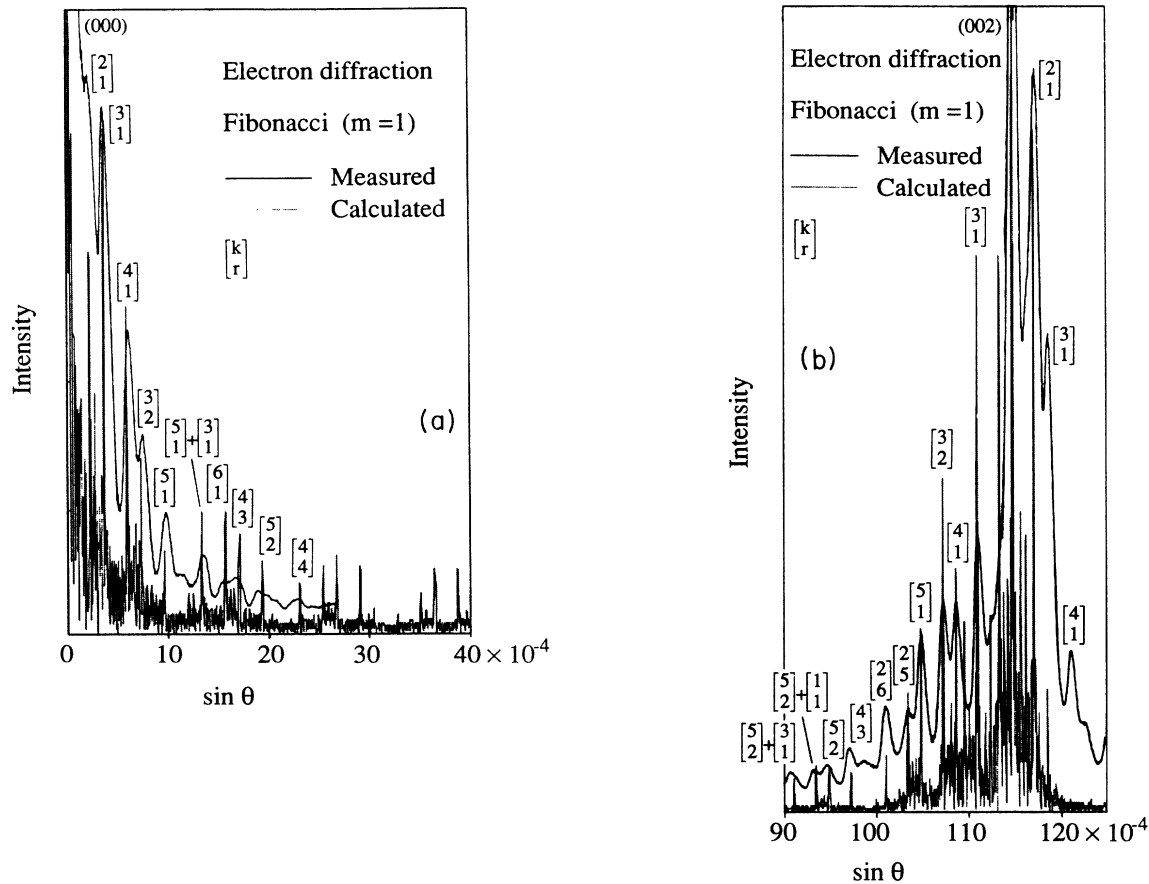 (000)
[2 1]
[3 1]
Electron diffraction
Fibonacci (m =1)
Measured
Calculated
[k r]
[4 1]
[3 2]
[5 1]+[3 1]
[5 1]
[6 1]
[4 3]
[5 2]
[4 4]
(a)
Intensity
0 10 20 30 40 × 10-4
sin θ
(002)
Electron diffraction
[2 1]
Fibonacci (m =1)
Measured
Calculated
[k r]
[3 1]
[3 1]
(b)
[3 2]
[4 1]
[5 1]
[4 1]
[2 6]
[2 5]
[5 2]+[1 1]
[5 2]+[3 1]
[5 2]
[4 3]
Intensity
90 100 110 120 × 10-4
sin θ